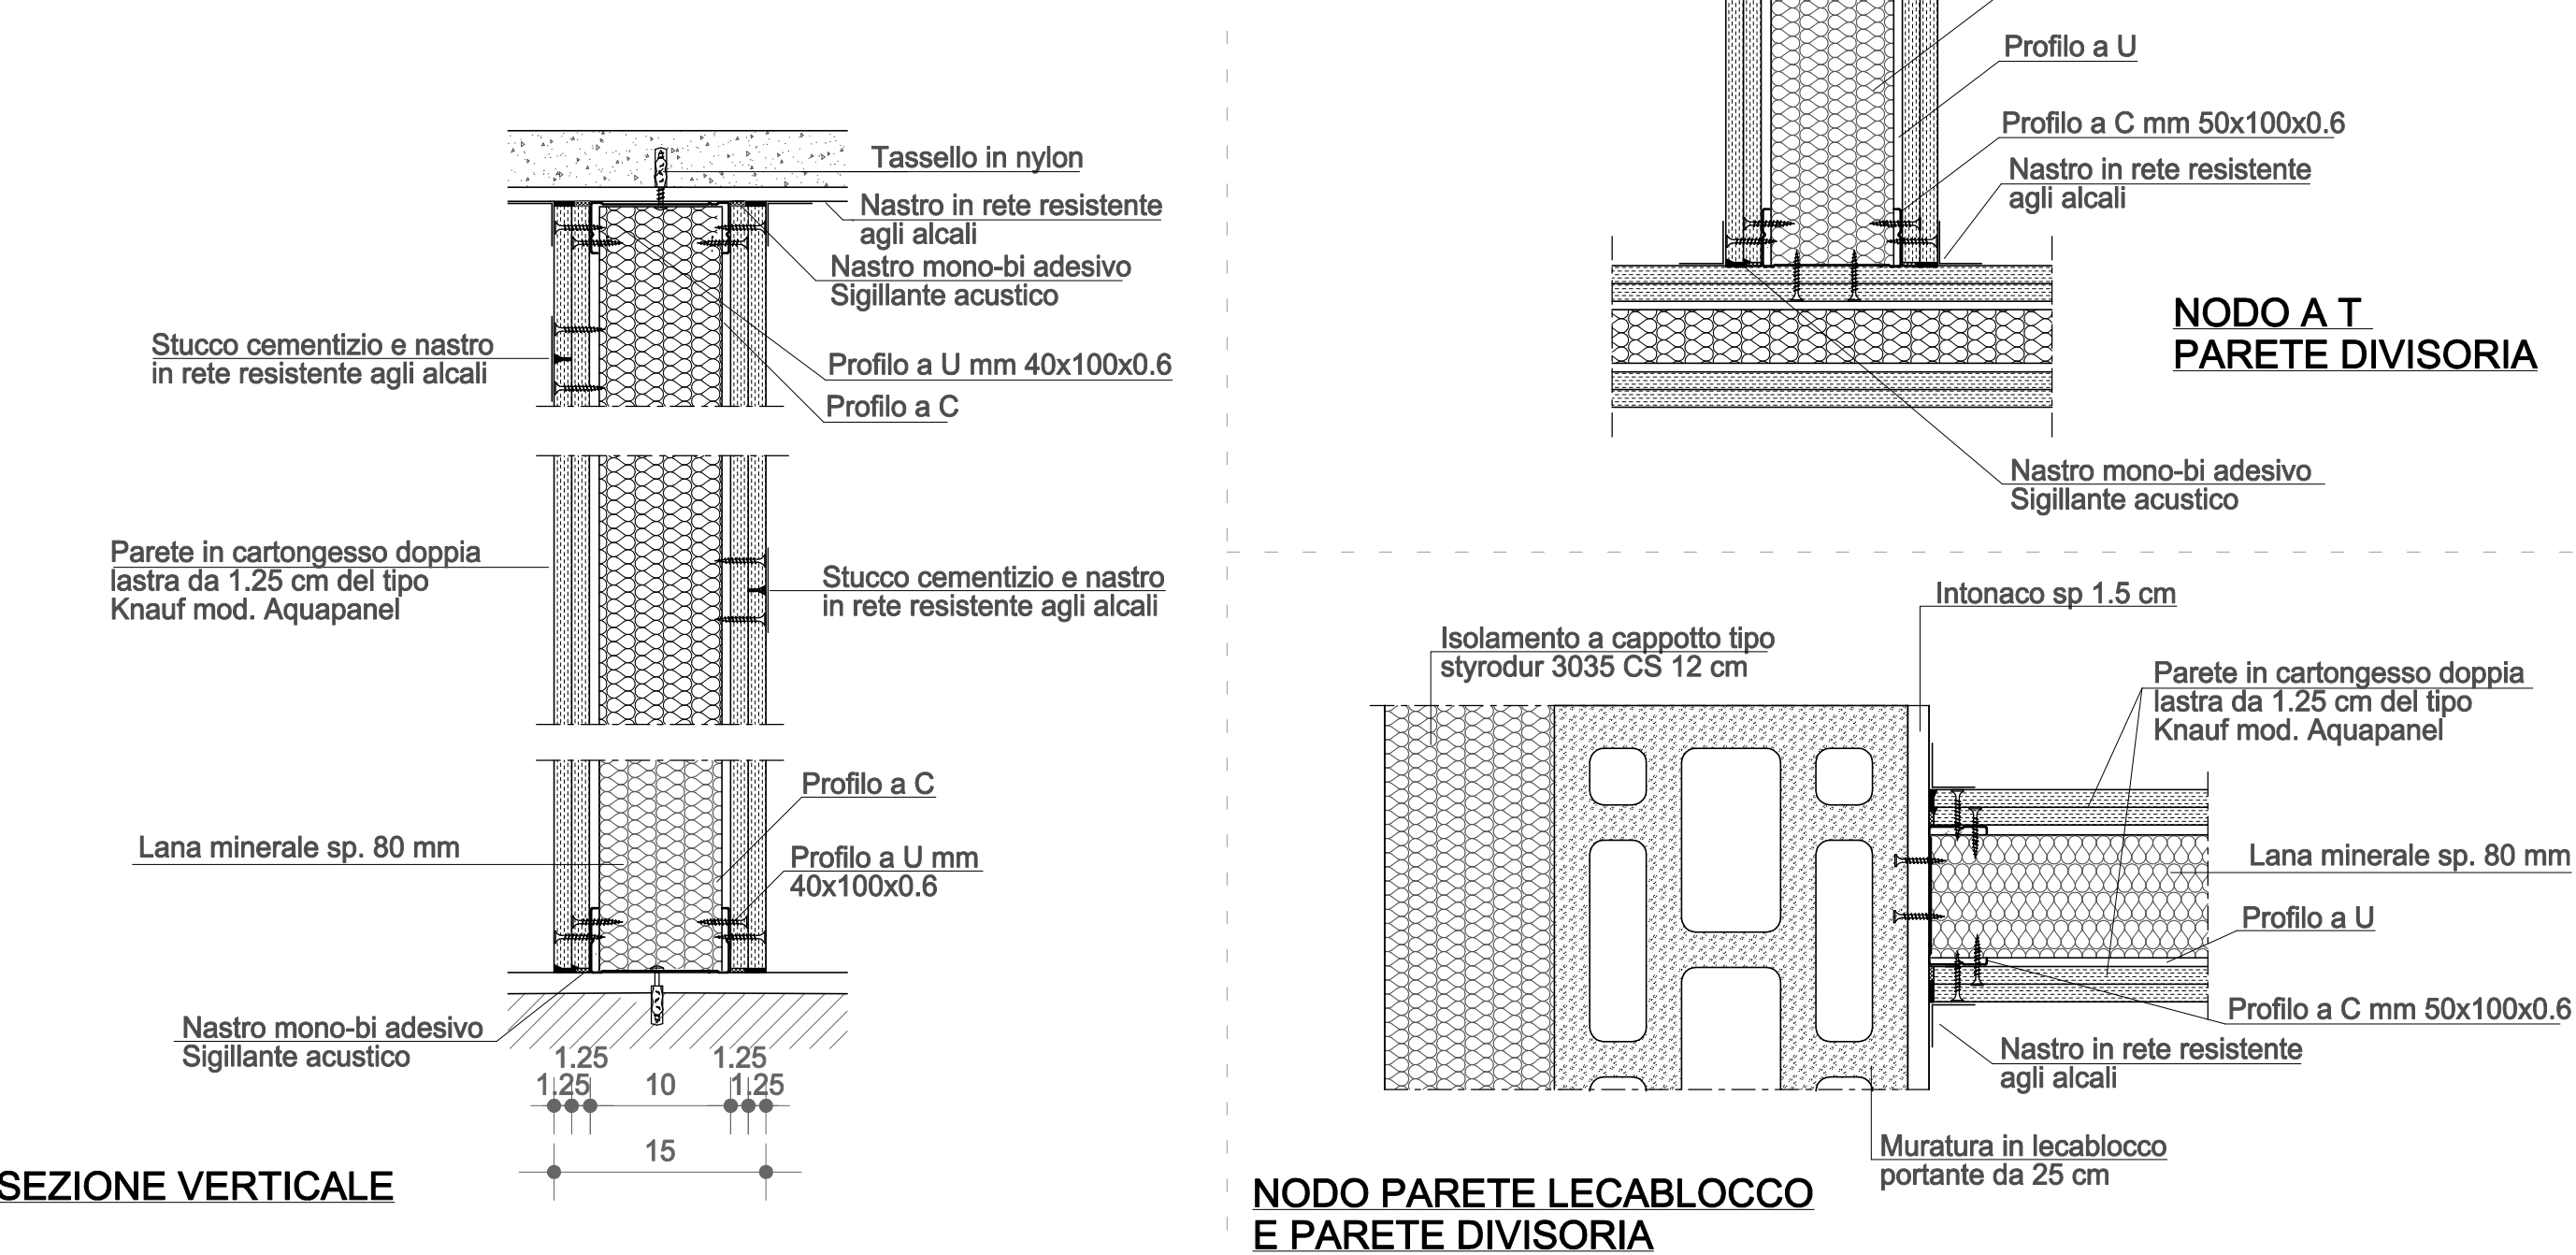 Tassello in nylon
Nastro in rete resistente
agli alcali
Nastro mono-bi adesivo
Sigillante acustico
Stucco cementizio e nastro
in rete resistente agli alcali
Profilo a U mm 40x100x0.6
Profilo a C
Parete in cartongesso doppia
lastra da 1.25 cm del tipo
Knauf mod. Aquapanel
Stucco cementizio e nastro
in rete resistente agli alcali
Profilo a C
Lana minerale sp. 80 mm
Profilo a U mm
40x100x0.6
Nastro mono-bi adesivo
Sigillante acustico
1.25 1.25
1.25 10 1.25
15
SEZIONE VERTICALE
Profilo a U
Profilo a C mm 50x100x0.6
Nastro in rete resistente
agli alcali
NODO A T
PARETE DIVISORIA
Nastro mono-bi adesivo
Sigillante acustico
Intonaco sp 1.5 cm
Isolamento a cappotto tipo
styrodur 3035 CS 12 cm
Parete in cartongesso doppia
lastra da 1.25 cm del tipo
Knauf mod. Aquapanel
Lana minerale sp. 80 mm
Profilo a U
Profilo a C mm 50x100x0.6
Nastro in rete resistente
agli alcali
Muratura in lecablocco
portante da 25 cm
NODO PARETE LECABLOCCO
E PARETE DIVISORIA